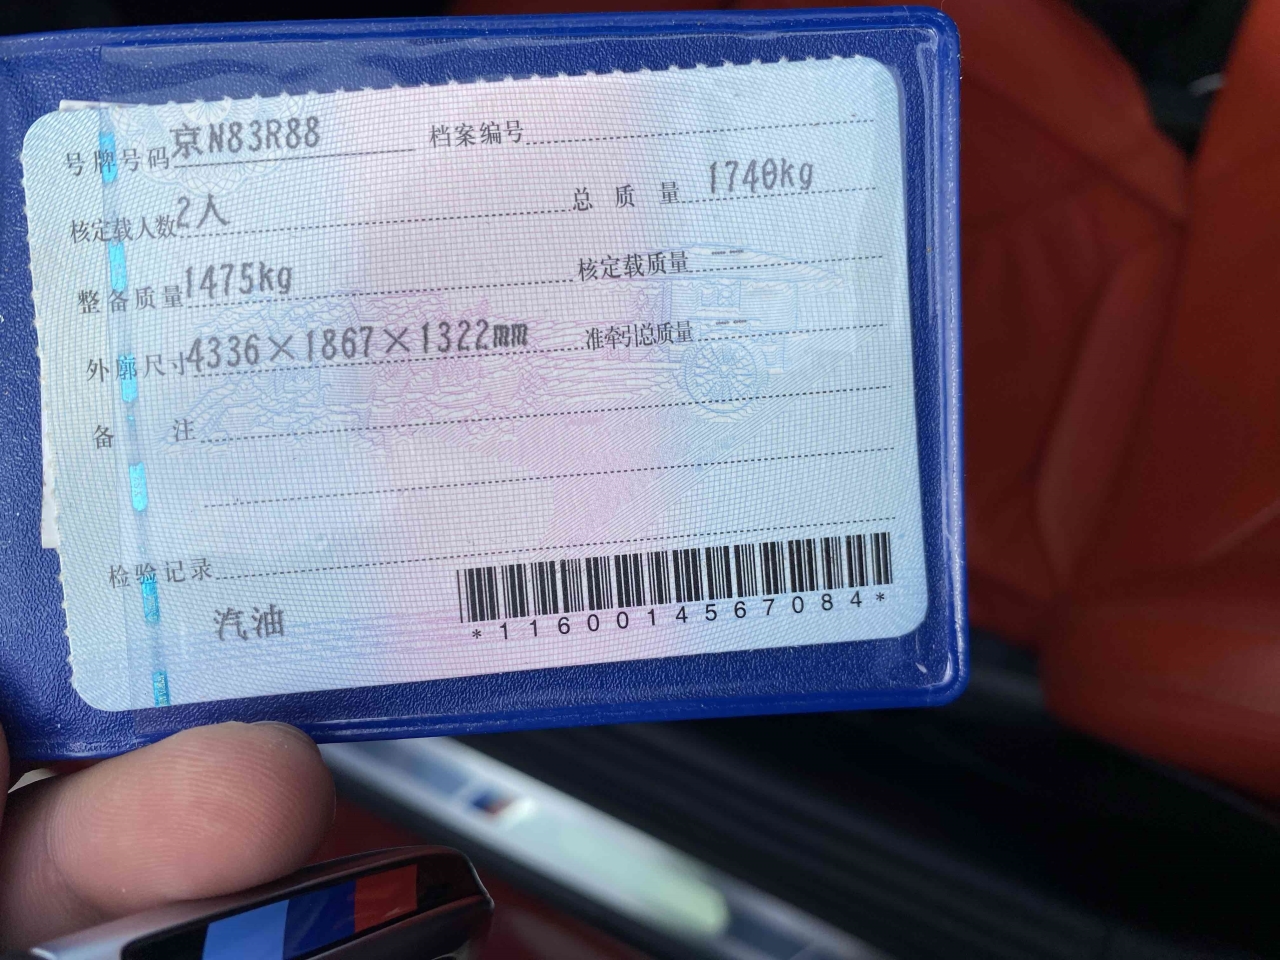 号牌号码 京N83R88 档案编号
核定载人数 2人 总质量 1740kg
整备质量 1475kg 核定载质量 --
外廓尺寸 4336×1867×1322mm 准牵引总质量 --
备注
检验记录
汽油
*1160014567084*